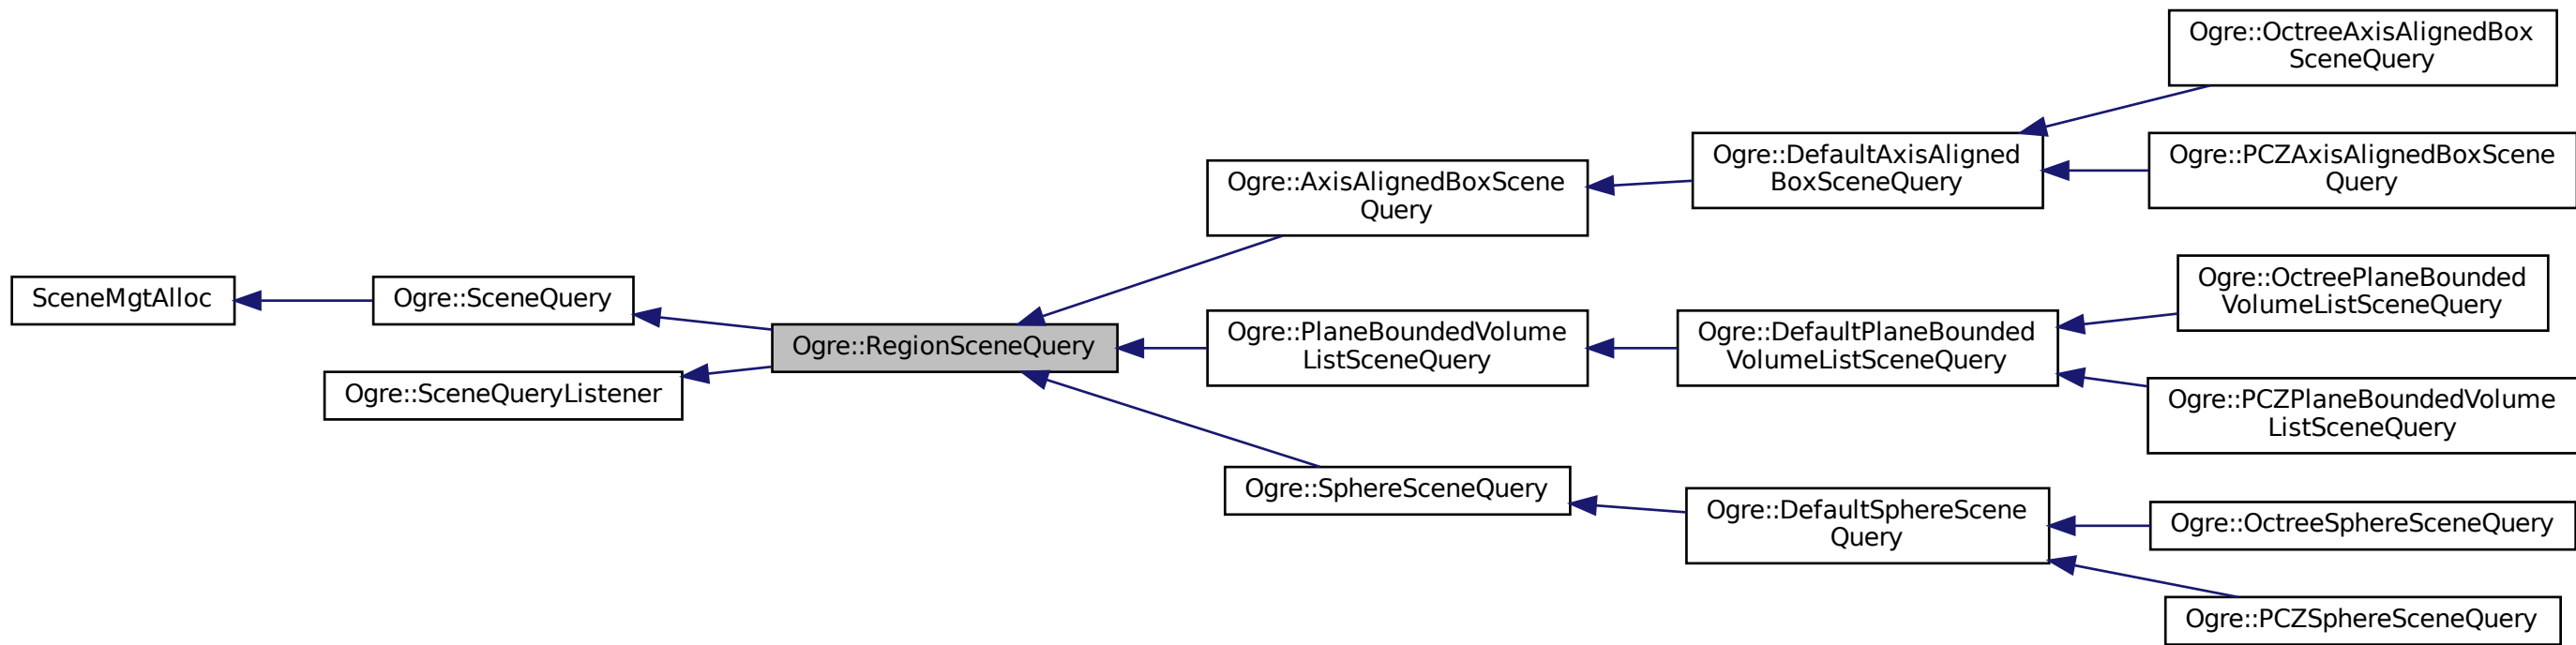 SceneMgtAlloc
Ogre::SceneQuery
Ogre::SceneQueryListener
Ogre::RegionSceneQuery
Ogre::AxisAlignedBoxScene
Query
Ogre::PlaneBoundedVolume
ListSceneQuery
Ogre::SphereSceneQuery
Ogre::DefaultAxisAligned
BoxSceneQuery
Ogre::DefaultPlaneBounded
VolumeListSceneQuery
Ogre::DefaultSphereScene
Query
Ogre::OctreeAxisAlignedBox
SceneQuery
Ogre::PCZAxisAlignedBoxScene
Query
Ogre::OctreePlaneBounded
VolumeListSceneQuery
Ogre::PCZPlaneBoundedVolume
ListSceneQuery
Ogre::OctreeSphereSceneQuery
Ogre::PCZSphereSceneQuery